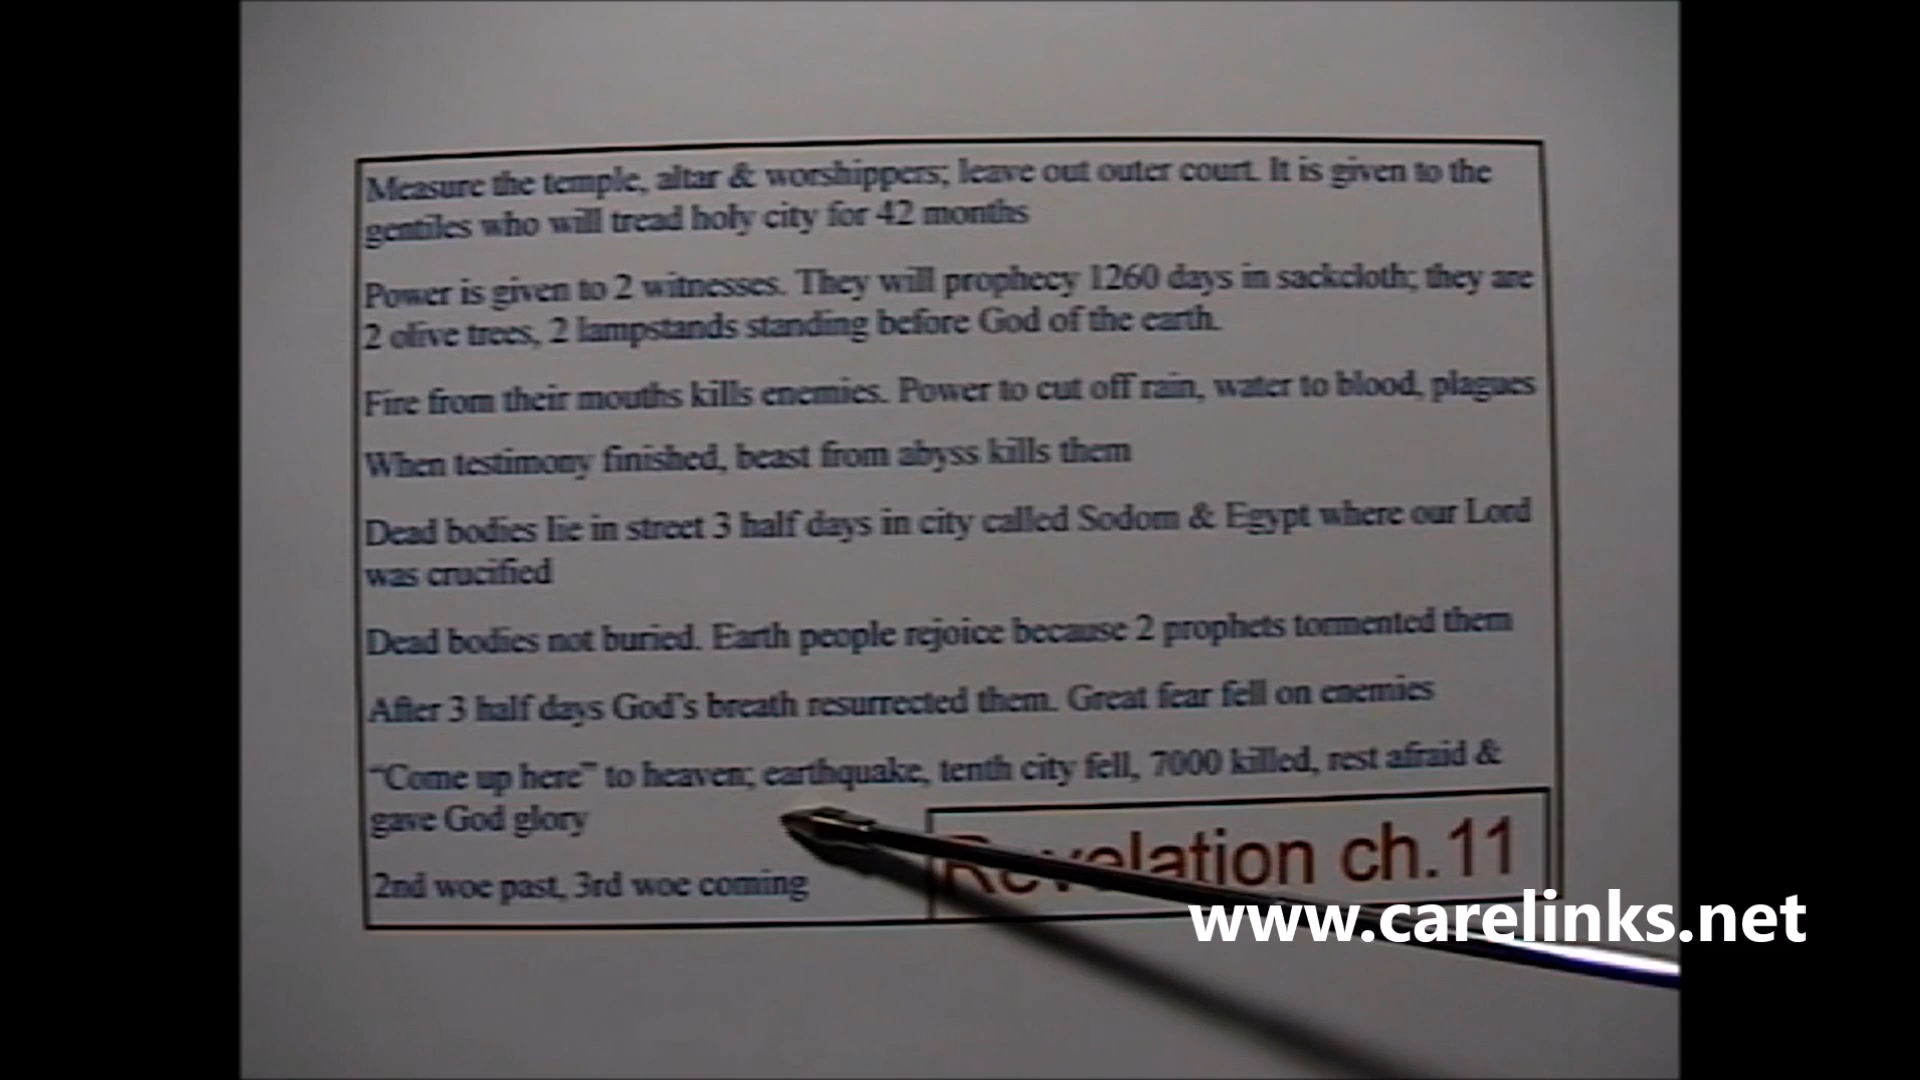 Measure the temple, altar & worshippers; leave out outer court. It is given to the
gentiles who will tread holy city for 42 months
Power is given to 2 witnesses. They will prophecy 1260 days in sackcloth; they are
2 olive trees, 2 lampstands standing before God of the earth.
Fire from their mouths kills enemies. Power to cut off rain, water to blood, plagues
When testimony finished, beast from abyss kills them
Dead bodies lie in street 3 half days in city called Sodom & Egypt where our Lord
was crucified
Dead bodies not buried. Earth people rejoice because 2 prophets tormented them
After 3 half days God's breath resurrected them. Great fear fell on enemies
"Come up here" to heaven; earthquake, tenth city fell, 7000 killed, rest afraid &
gave God glory
2nd woe past, 3rd woe coming
Revelation ch.11
www.carelinks.net